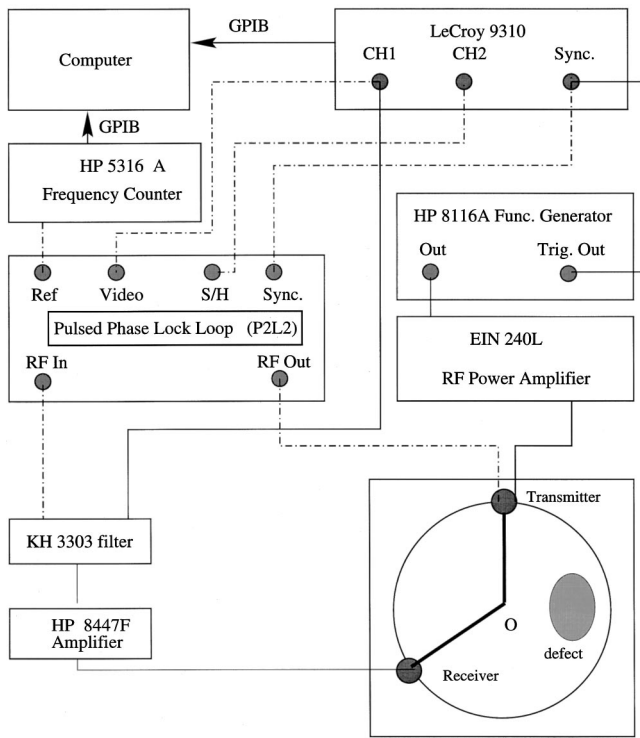 GPIB
LeCroy 9310
CH1 CH2 Sync.
Computer
GPIB
HP 5316 A
Frequency Counter
HP 8116A Func. Generator
Out Trig. Out
Ref Video S/H Sync.
Pulsed Phase Lock Loop (P2L2)
RF In RF Out
EIN 240L
RF Power Amplifier
Transmitter
KH 3303 filter
HP 8447F
Amplifier
O
defect
Receiver